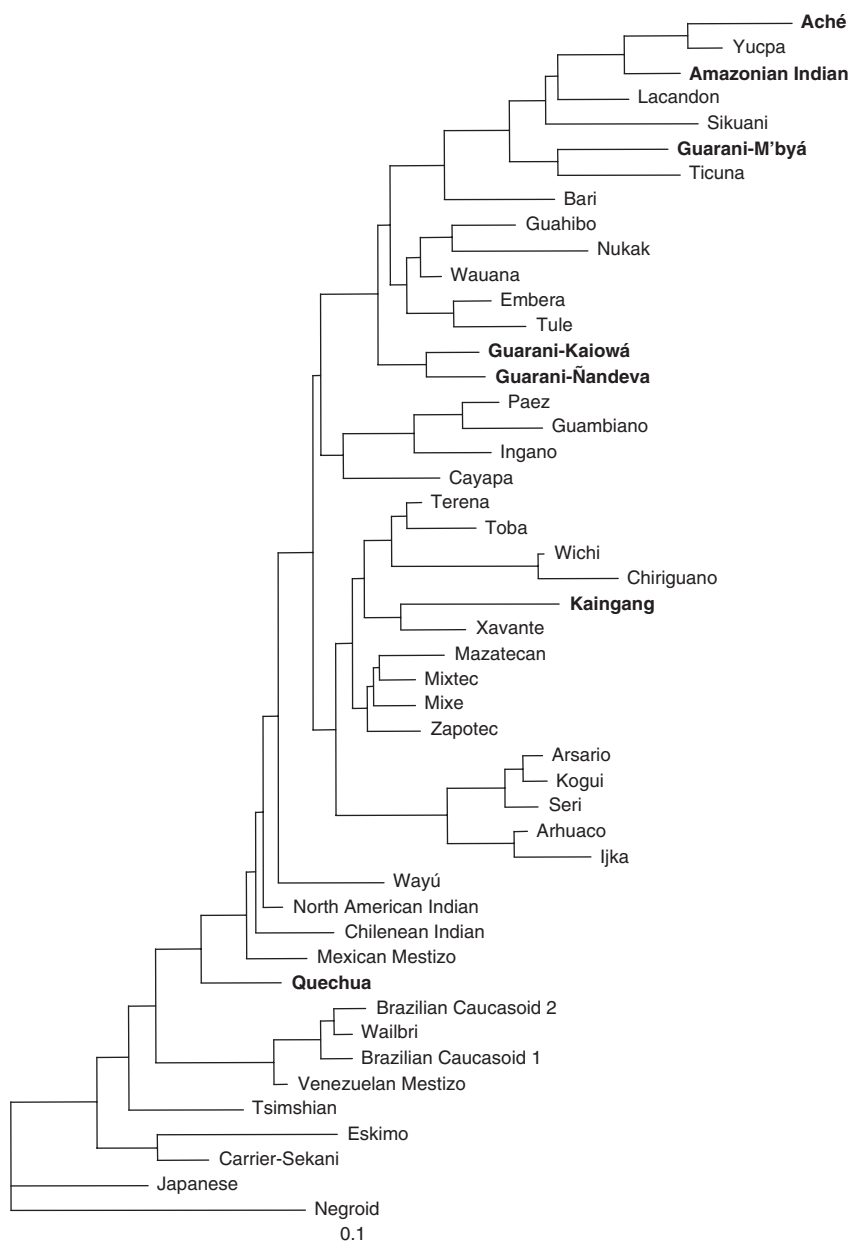 Aché
Yucpa
Amazonian Indian
Lacandon
Sikuani
Guarani-M'byá
Ticuna
Bari
Guahibo
Nukak
Wauana
Embera
Tule
Guarani-Kaiowá
Guarani-Ñandeva
Paez
Guambiano
Ingano
Cayapa
Terena
Toba
Wichi
Chiriguano
Kaingang
Xavante
Mazatecan
Mixtec
Mixe
Zapotec
Arsario
Kogui
Seri
Arhuaco
Ijka
Wayú
North American Indian
Chilenean Indian
Mexican Mestizo
Quechua
Brazilian Caucasoid 2
Wailbri
Brazilian Caucasoid 1
Venezuelan Mestizo
Tsimshian
Eskimo
Carrier-Sekani
Japanese
Negroid
0.1